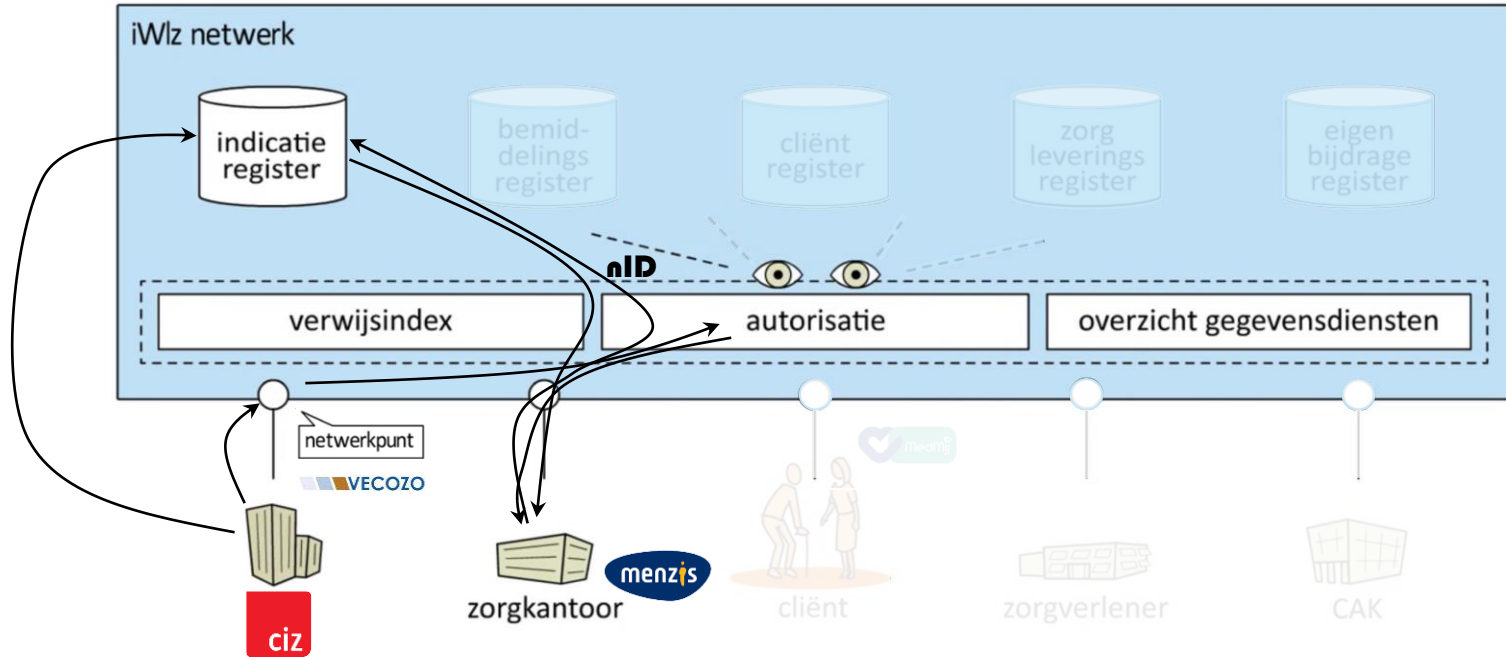 iWlz netwerk
indicatie
register
bemid-
delings
register
cliënt
register
zorg
leverings
register
eigen
bijdrage
register
nID
verwijsindex
autorisatie
overzicht gegevensdiensten
netwerkpunt
VECOZO
menzis
ciz
zorgkantoor
cliënt
zorgverlener
CAK